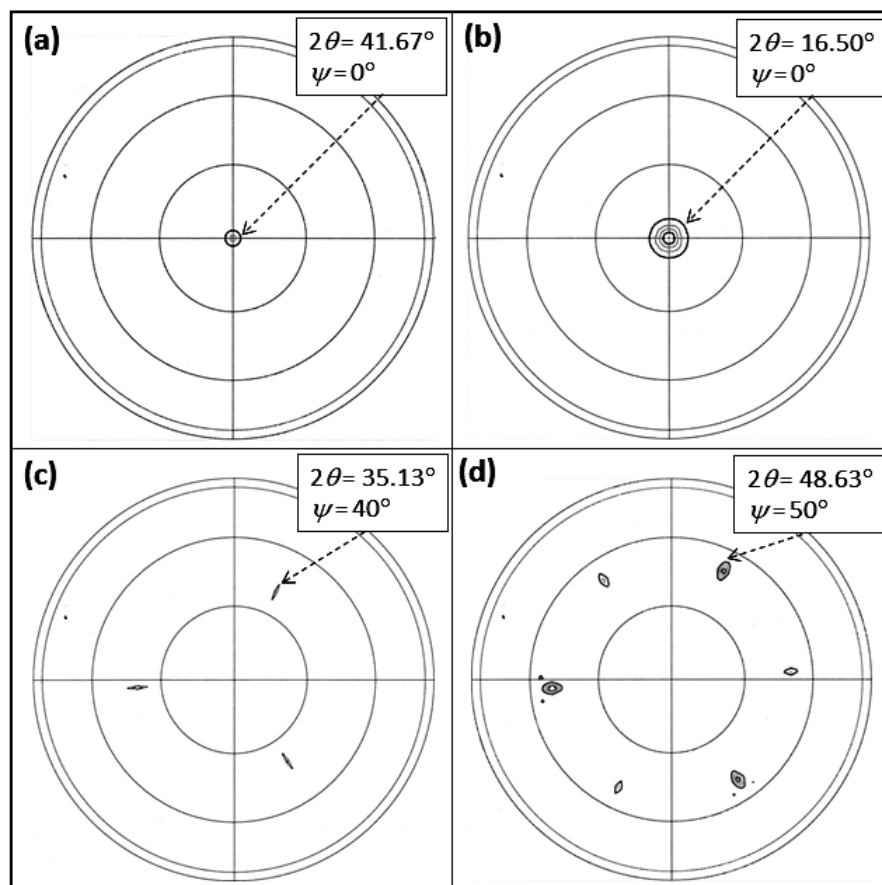 (a)
2θ= 41.67°
ψ=0°
(b)
2θ= 16.50°
ψ=0°
(c)
2θ= 35.13°
ψ=40°
(d)
2θ= 48.63°
ψ=50°